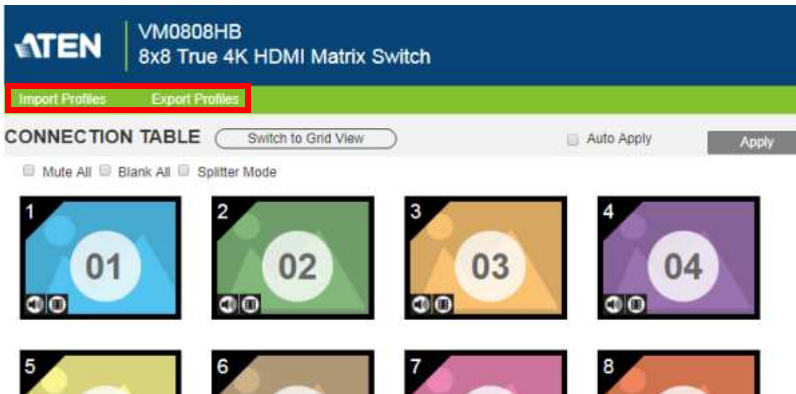 ATEN
VM0808HB
8x8 True 4K HDMI Matrix Switch
Import Profiles Export Profiles
CONNECTION TABLE Switch to Grid View Auto Apply Apply
Mute All Blank All Splitter Mode
1 2 3 4
01 02 03 04
5 6 7 8